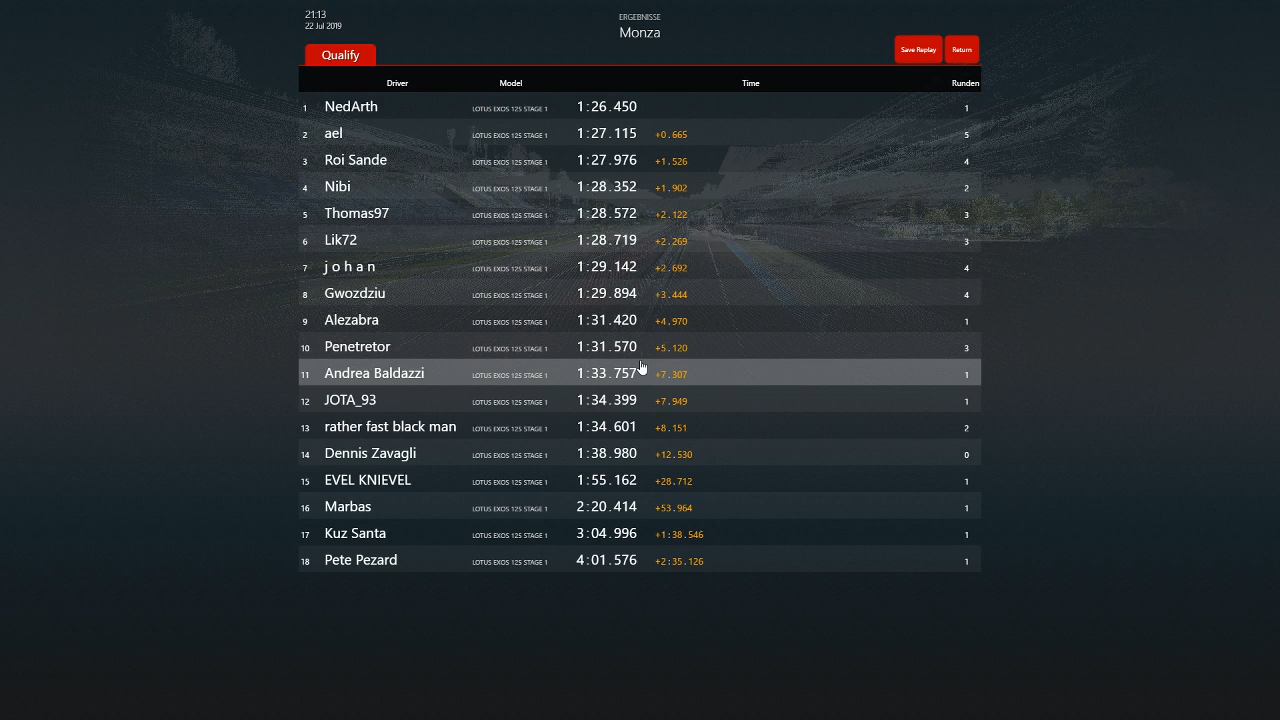 21:13
22 Jul 2019
ERGEBNISSE
Monza
Qualify
Save Replay
Return
Driver Model Time Runden
1 NedArth LOTUS EXOS 125 STAGE 1 1:26.450 1
2 ael LOTUS EXOS 125 STAGE 1 1:27.115 +0.665 5
3 Roi Sande LOTUS EXOS 125 STAGE 1 1:27.976 +1.526 4
4 Nibi LOTUS EXOS 125 STAGE 1 1:28.352 +1.902 2
5 Thomas97 LOTUS EXOS 125 STAGE 1 1:28.572 +2.122 3
6 Lik72 LOTUS EXOS 125 STAGE 1 1:28.719 +2.269 3
7 j o h a n LOTUS EXOS 125 STAGE 1 1:29.142 +2.692 4
8 Gwozdziu LOTUS EXOS 125 STAGE 1 1:29.894 +3.444 4
9 Alezabra LOTUS EXOS 125 STAGE 1 1:31.420 +4.970 1
10 Penetretor LOTUS EXOS 125 STAGE 1 1:31.570 +5.120 3
11 Andrea Baldazzi LOTUS EXOS 125 STAGE 1 1:33.757 +7.307 1
12 JOTA_93 LOTUS EXOS 125 STAGE 1 1:34.399 +7.949 1
13 rather fast black man LOTUS EXOS 125 STAGE 1 1:34.601 +8.151 2
14 Dennis Zavagli LOTUS EXOS 125 STAGE 1 1:38.980 +12.530 0
15 EVEL KNIEVEL LOTUS EXOS 125 STAGE 1 1:55.162 +28.712 1
16 Marbas LOTUS EXOS 125 STAGE 1 2:20.414 +53.964 1
17 Kuz Santa LOTUS EXOS 125 STAGE 1 3:04.996 +1:38.546 1
18 Pete Pezard LOTUS EXOS 125 STAGE 1 4:01.576 +2:35.126 1